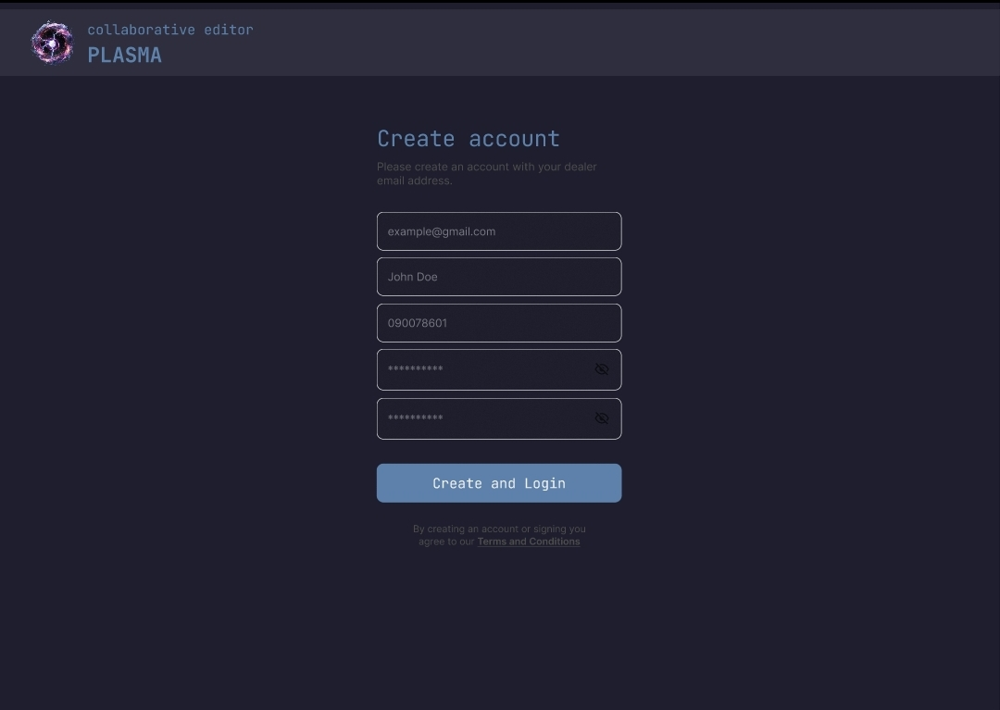 collaborative editor
PLASMA
Create account
Please create an account with your dealer
email address.
example@gmail.com
John Doe
090078601
**********
**********
Create and Login
By creating an account or signing you
agree to our Terms and Conditions